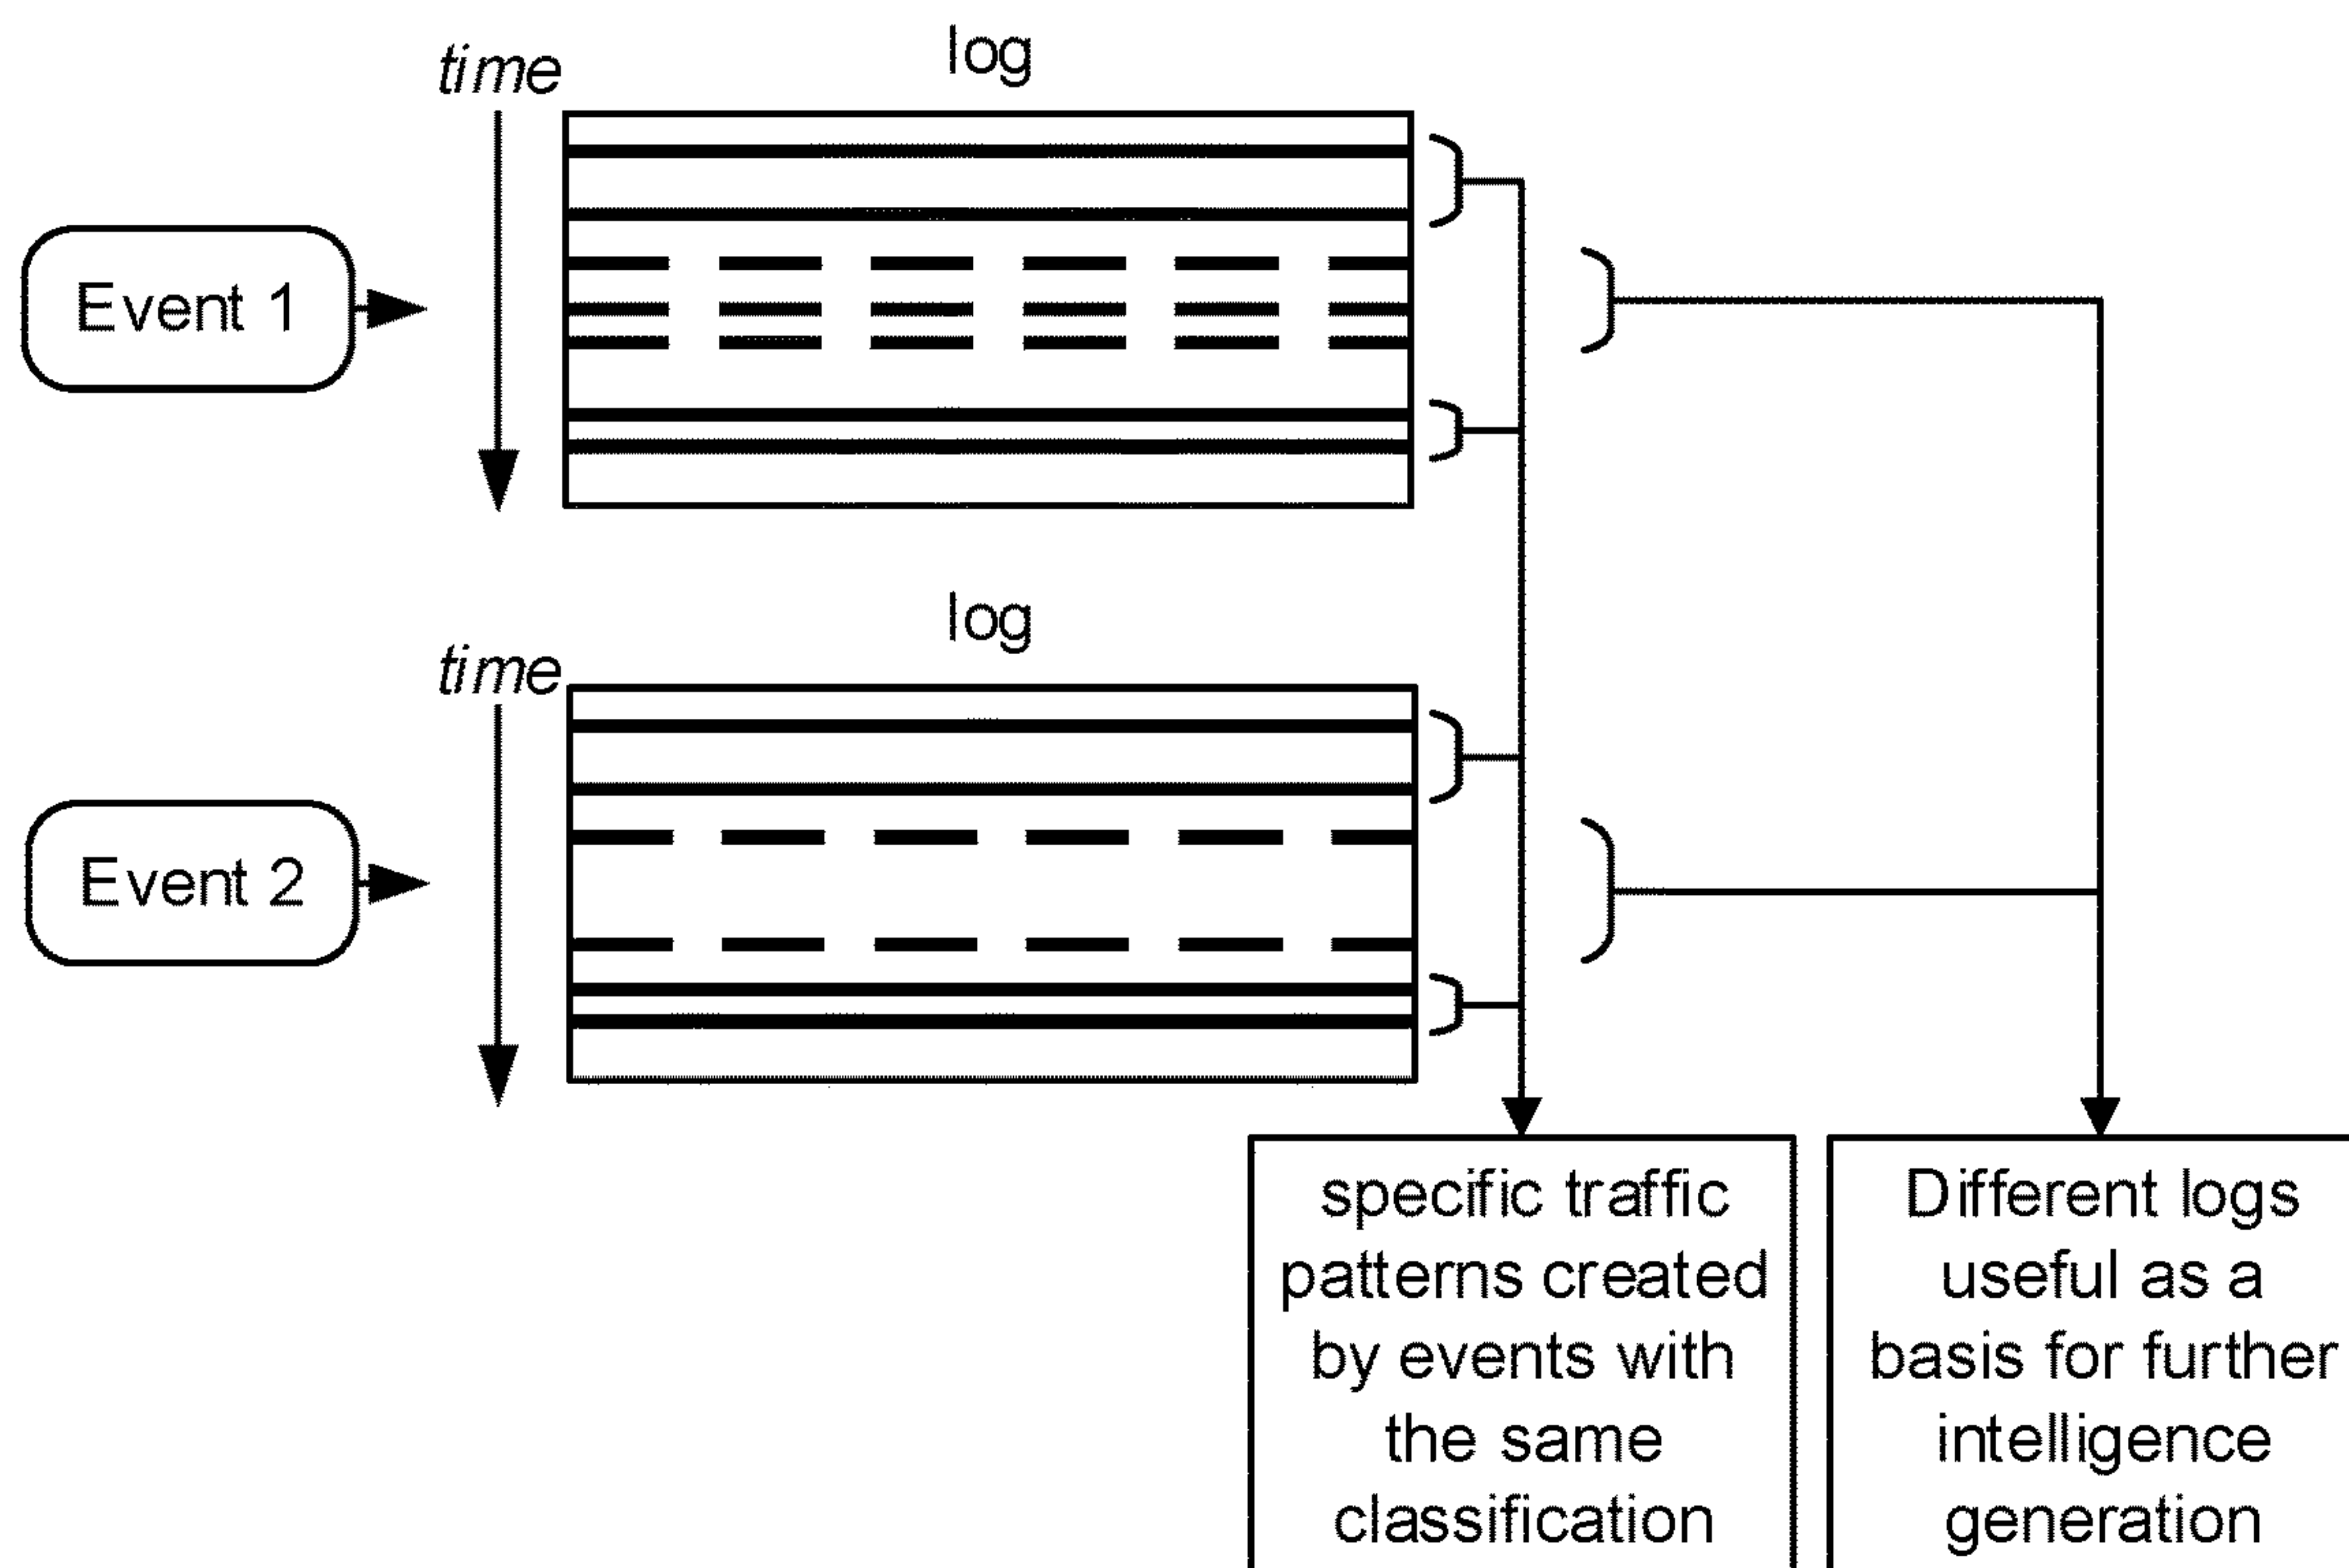 log
time
Event 1
log
time
Event 2
specific traffic
patterns created
by events with
the same
classification
Different logs
useful as a
basis for further
intelligence
generation